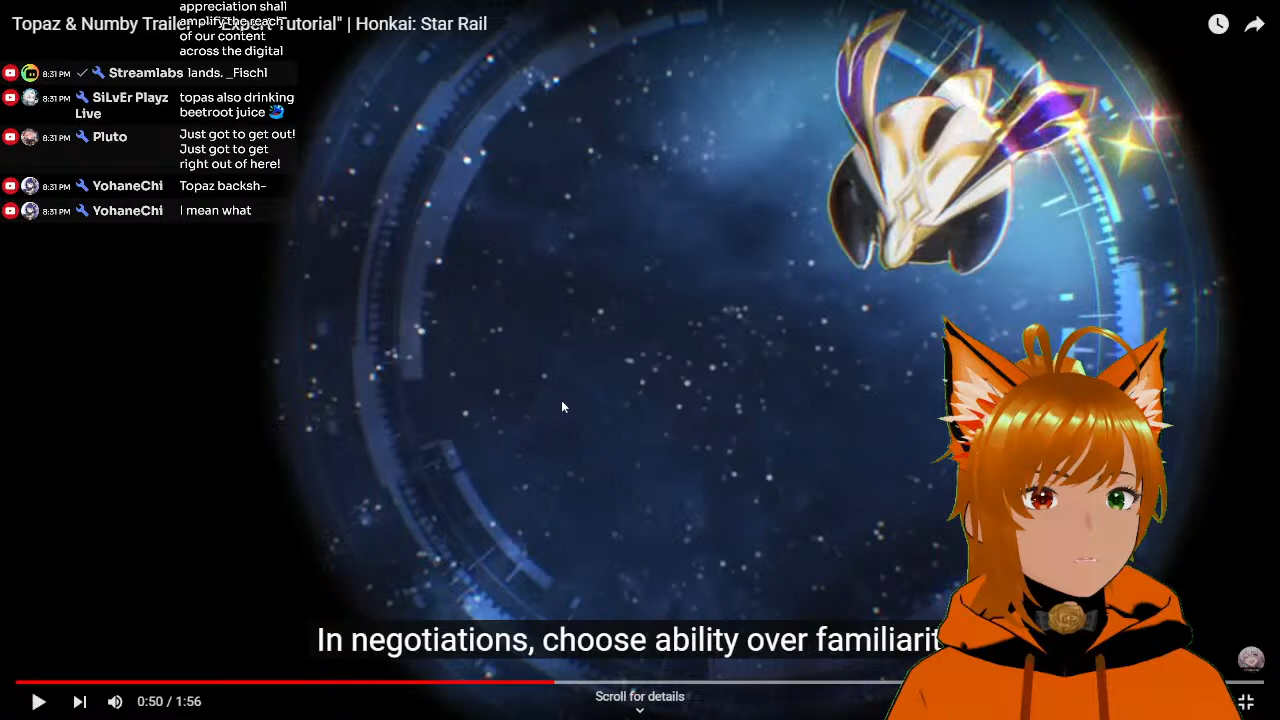 appreciation shall
amplify the reach
Topaz & Numby Trailer - "Expert Tutorial" | Honkai: Star Rail
of our content
across the digital
8:31 PM Streamlabs lands. _Fischl
8:31 PM SiLvEr Playz Live topas also drinking
beetroot juice
8:31 PM Pluto Just got to get out!
Just got to get
right out of here!
8:31 PM YohaneChi Topaz backsh-
8:31 PM YohaneChi I mean what
In negotiations, choose ability over familiarit
Scroll for details
0:50 / 1:56